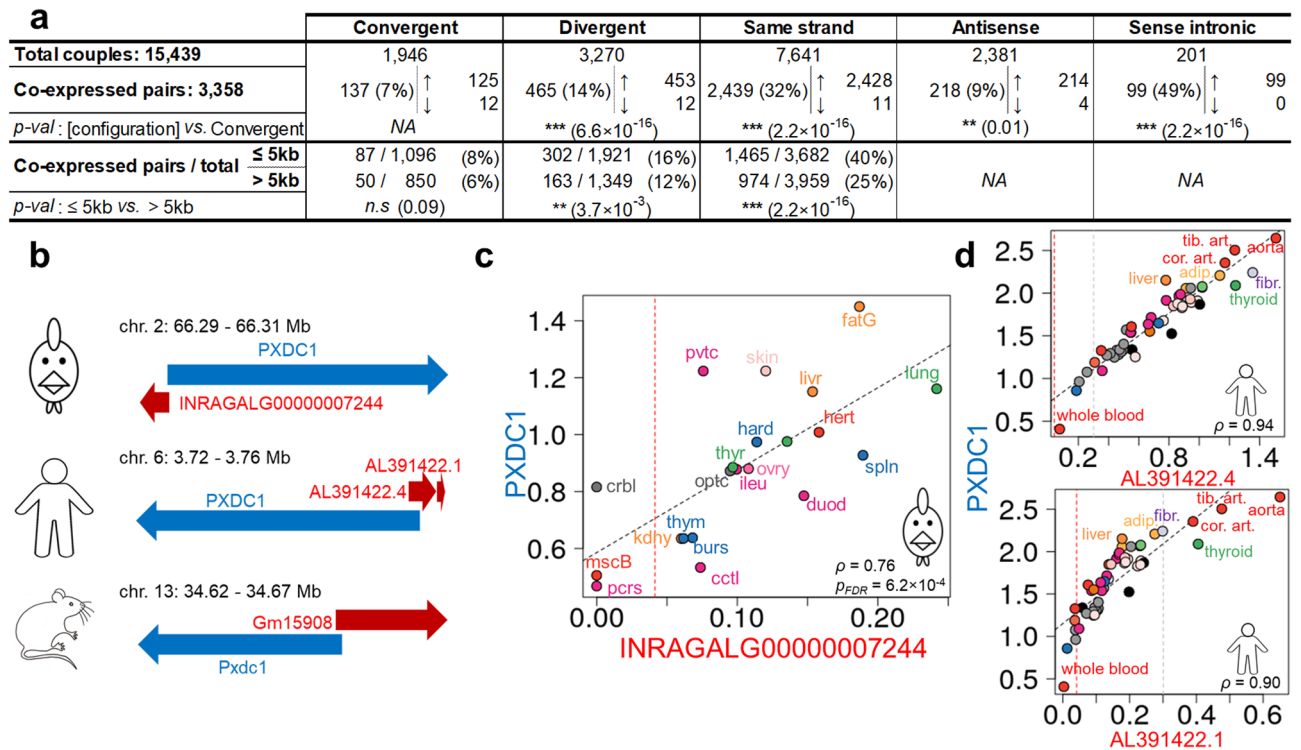 a
Convergent Divergent Same strand Antisense Sense intronic
Total couples: 15,439 1,946 3,270 7,641 2,381 201
Co-expressed pairs: 3,358 137 (7%) ↑ 125 465 (14%) ↑ 453 2,439 (32%) ↑ 2,428 218 (9%) ↑ 214 99 (49%) ↑ 99
↓ 12 ↓ 12 ↓ 11 ↓ 4 ↓ 0
p-val : [configuration] vs. Convergent NA *** (6.6×10-16) *** (2.2×10-16) ** (0.01) *** (2.2×10-16)
Co-expressed pairs / total ≤ 5kb 87 / 1,096 (8%) 302 / 1,921 (16%) 1,465 / 3,682 (40%)
> 5kb 50 / 850 (6%) 163 / 1,349 (12%) 974 / 3,959 (25%) NA NA
p-val : ≤ 5kb vs. > 5kb n.s (0.09) ** (3.7×10-3) *** (2.2×10-16)
b
chr. 2: 66.29 - 66.31 Mb
PXDC1
INRAGALG00000007244
chr. 6: 3.72 - 3.76 Mb
AL391422.1
PXDC1 AL391422.4
chr. 13: 34.62 - 34.67 Mb
Gm15908
Pxdc1
c
PXDC1
1.4
1.2
1.0
0.8
0.6
fatG
pvtc
skin
livr
lung
hert
hard
thyr
spln
optc
ovry
ileu
crbl
duod
thym
kdhy
burs
mscB
cctl
pcrs
ρ = 0.76
pFDR = 6.2×10-4
0.00 0.10 0.20
INRAGALG00000007244
d
PXDC1
2.5
2.0
1.5
1.0
0.5
tib. art.
aorta
cor. art.
liver
adip.
fibr.
thyroid
whole blood
ρ = 0.94
0.2 0.6 1.0 1.4
AL391422.4
2.5
2.0
1.5
1.0
0.5
tib. art.
aorta
adip.
fibr.
cor. art.
liver
thyroid
whole blood
ρ = 0.90
0.0 0.2 0.4 0.6
AL391422.1